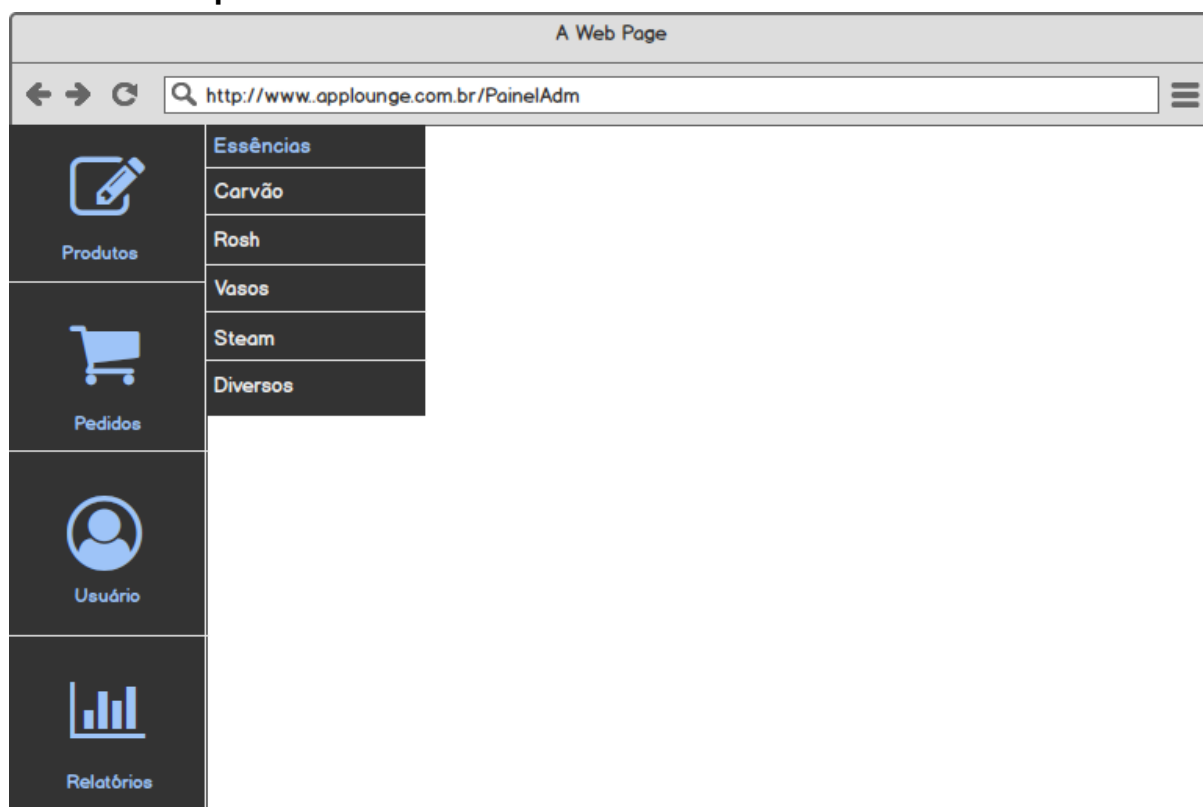 A Web Page
http://www..applounge.com.br/PainelAdm
Produtos
Pedidos
Usuário
Relatórios
Essências
Carvão
Rosh
Vasos
Steam
Diversos